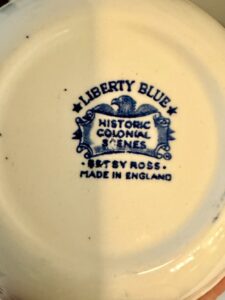 ★ LIBERTY BLUE ★
HISTORIC
COLONIAL
SCENES
• BETSY ROSS •
MADE IN ENGLAND